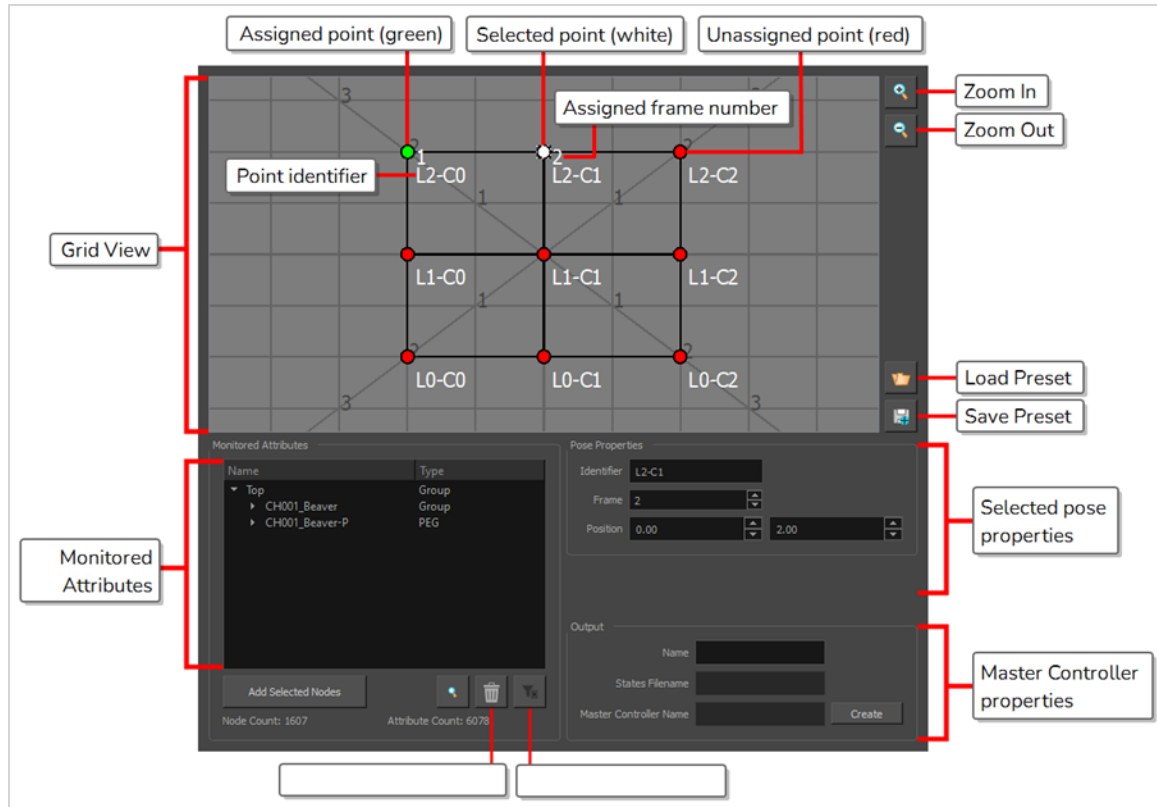 Assigned point (green)
Selected point (white)
Unassigned point (red)
Zoom In
Assigned frame number
Zoom Out
Point identifier
Grid View
3
3
2
2
1
2
L2-C0
L2-C1
L2-C2
1
1
L1-C0
L1-C1
L1-C2
1
1
2
2
L0-C0
L0-C1
L0-C2
3
3
Load Preset
Save Preset
Monitored Attributes
Name Type
Top Group
CH001_Beaver Group
CH001_Beaver-P PEG
Monitored
Attributes
Add Selected Nodes
Node Count: 1607 Attribute Count: 6078
Pose Properties
Identifier L2-C1
Frame 2
Position 0.00 2.00
Selected pose
properties
Output
Name
States Filename
Master Controller Name Create
Master Controller
properties